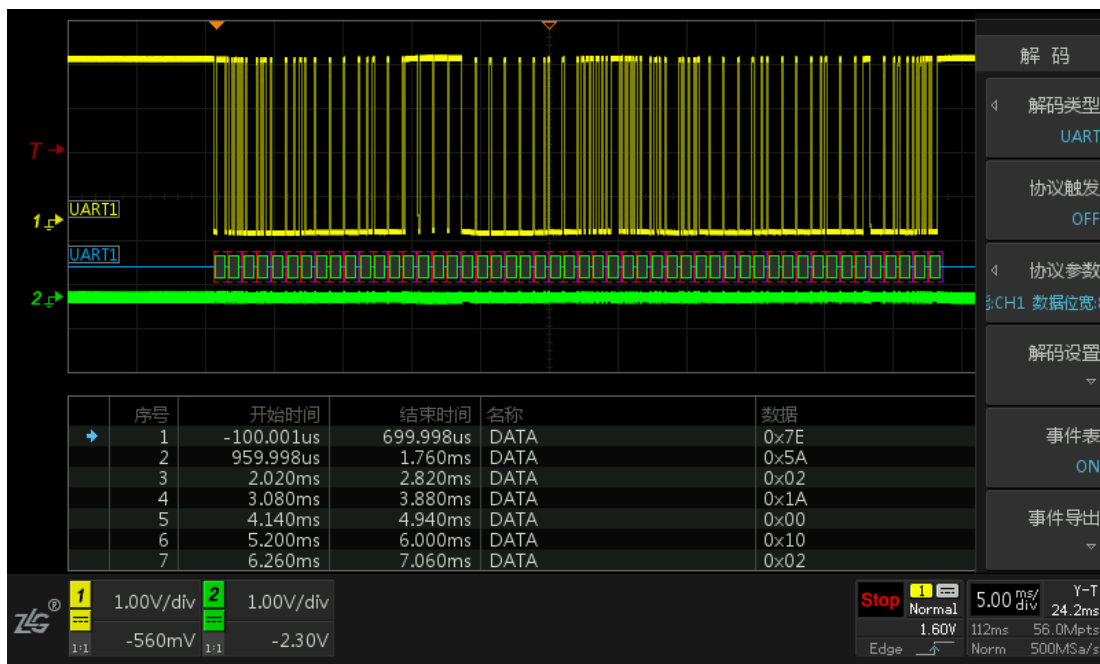 解 码
解码类型
UART
T
协议触发
OFF
UART1
1
UART1
协议参数
:CH1 数据位宽:
2
解码设置
序号 开始时间 结束时间 名称 数据
1 -100.001us 699.998us DATA 0x7E
2 959.998us 1.760ms DATA 0x5A
3 2.020ms 2.820ms DATA 0x02
4 3.080ms 3.880ms DATA 0x1A
5 4.140ms 4.940ms DATA 0x00
6 5.200ms 6.000ms DATA 0x10
7 6.260ms 7.060ms DATA 0x02
事件表
ON
事件导出
ZLG®
1 1.00V/div 2 1.00V/div
1:1 -560mV 1:1 -2.30V
Stop 1 Normal 5.00 ms/div Y-T
24.2ms
1.60V 112ms 56.0Mpts
Edge Norm 500MSa/s